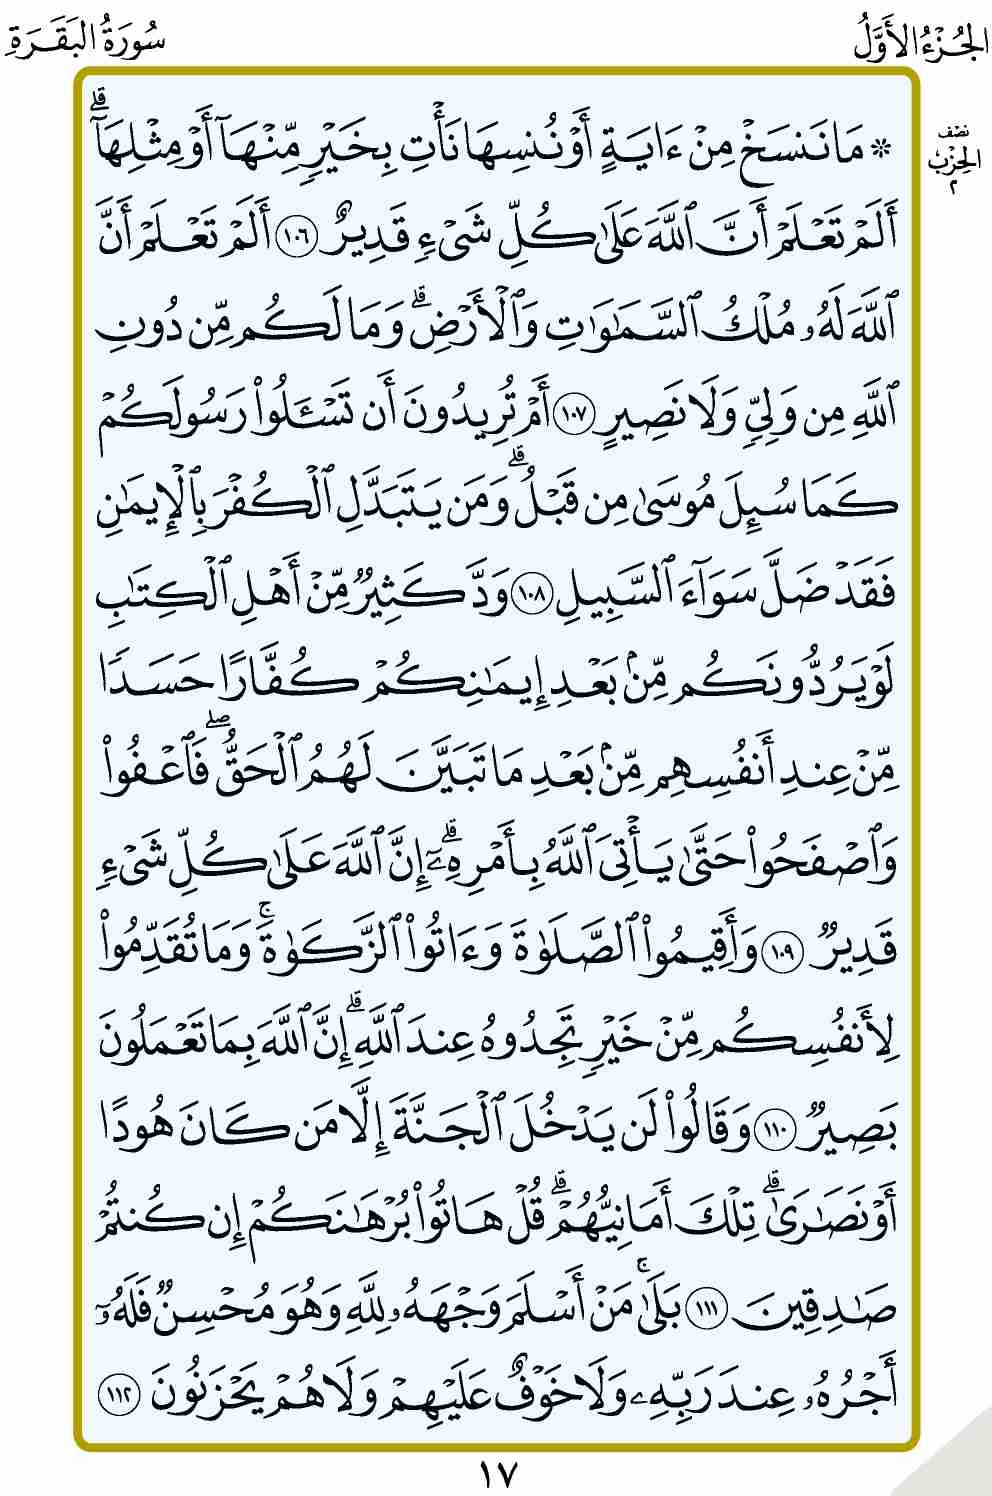 الجُزْءُ الأَوَّلُ
سُورَةُ البَقَرَةِ
نصف
الحِزْب
٢
۞ مَا نَنسَخْ مِنْ ءَايَةٍ أَوْ نُنسِهَا نَأْتِ بِخَيْرٍ مِّنْهَآ أَوْ مِثْلِهَآۗ
أَلَمْ تَعْلَمْ أَنَّ ٱللَّهَ عَلَىٰ كُلِّ شَىْءٍ قَدِيرٌ ١٠٦ أَلَمْ تَعْلَمْ أَنَّ
ٱللَّهَ لَهُۥ مُلْكُ ٱلسَّمَٰوَٰتِ وَٱلْأَرْضِۗ وَمَا لَكُم مِّن دُونِ
ٱللَّهِ مِن وَلِىٍّ وَلَا نَصِيرٍ ١٠٧ أَمْ تُرِيدُونَ أَن تَسْـَٔلُوا۟ رَسُولَكُمْ
كَمَا سُئِلَ مُوسَىٰ مِن قَبْلُۗ وَمَن يَتَبَدَّلِ ٱلْكُفْرَ بِٱلْإِيمَٰنِ
فَقَدْ ضَلَّ سَوَآءَ ٱلسَّبِيلِ ١٠٨ وَدَّ كَثِيرٌ مِّنْ أَهْلِ ٱلْكِتَٰبِ
لَوْ يَرُدُّونَكُم مِّنۢ بَعْدِ إِيمَٰنِكُمْ كُفَّارًا حَسَدًا
مِّنْ عِندِ أَنفُسِهِم مِّنۢ بَعْدِ مَا تَبَيَّنَ لَهُمُ ٱلْحَقُّۖ فَٱعْفُوا۟
وَٱصْفَحُوا۟ حَتَّىٰ يَأْتِىَ ٱللَّهُ بِأَمْرِهِۦٓۗ إِنَّ ٱللَّهَ عَلَىٰ كُلِّ شَىْءٍ
قَدِيرٌ ١٠٩ وَأَقِيمُوا۟ ٱلصَّلَوٰةَ وَءَاتُوا۟ ٱلزَّكَوٰةَۚ وَمَا تُقَدِّمُوا۟
لِأَنفُسِكُم مِّنْ خَيْرٍ تَجِدُوهُ عِندَ ٱللَّهِۗ إِنَّ ٱللَّهَ بِمَا تَعْمَلُونَ
بَصِيرٌ ١١٠ وَقَالُوا۟ لَن يَدْخُلَ ٱلْجَنَّةَ إِلَّا مَن كَانَ هُودًا
أَوْ نَصَٰرَىٰۗ تِلْكَ أَمَانِيُّهُمْۗ قُلْ هَاتُوا۟ بُرْهَٰنَكُمْ إِن كُنتُمْ
صَٰدِقِينَ ١١١ بَلَىٰۚ مَنْ أَسْلَمَ وَجْهَهُۥ لِلَّهِ وَهُوَ مُحْسِنٌ فَلَهُۥٓ
أَجْرُهُۥ عِندَ رَبِّهِۦ وَلَا خَوْفٌ عَلَيْهِمْ وَلَا هُمْ يَحْزَنُونَ ١١٢
١٧